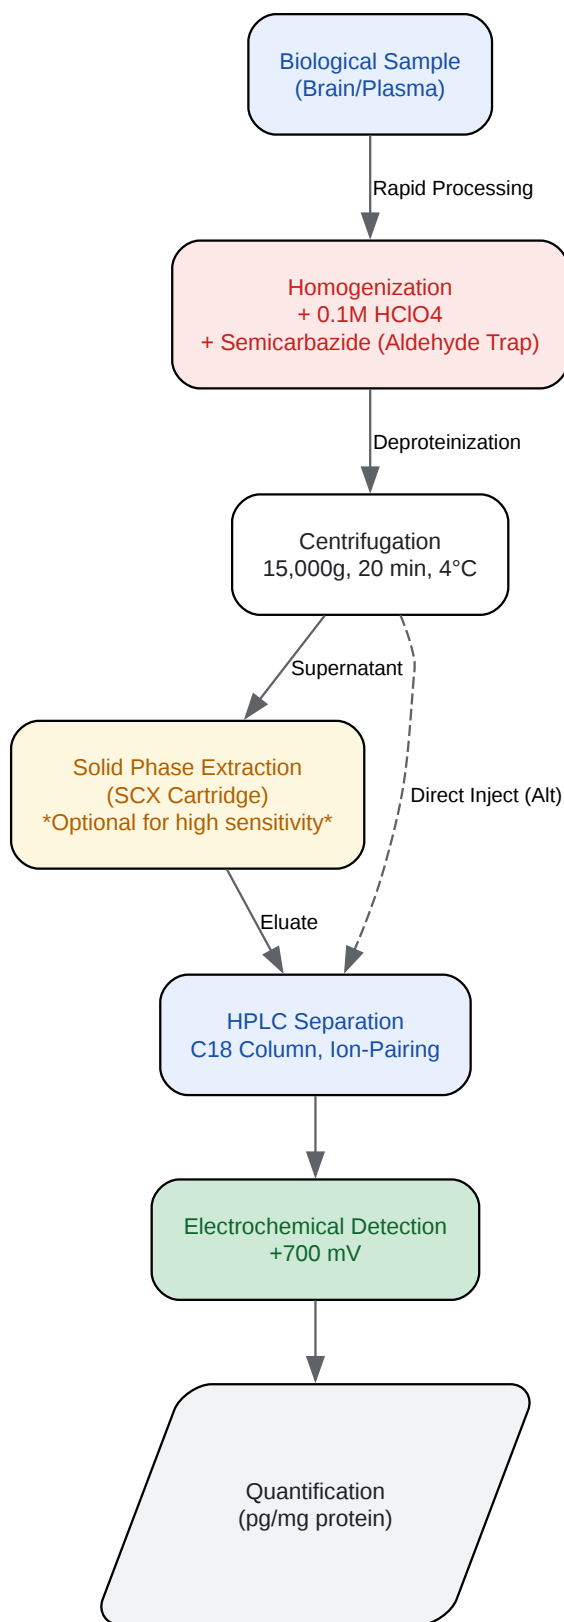 Biological Sample
(Brain/Plasma)
Rapid Processing
Homogenization
+ 0.1M HClO4
+ Semicarbazide (Aldehyde Trap)
Deproteinization
Centrifugation
15,000g, 20 min, 4°C
Supernatant
Solid Phase Extraction
(SCX Cartridge)
*Optional for high sensitivity*
Direct Inject (Alt)
Eluate
HPLC Separation
C18 Column, Ion-Pairing
Electrochemical Detection
+700 mV
Quantification
(pg/mg protein)